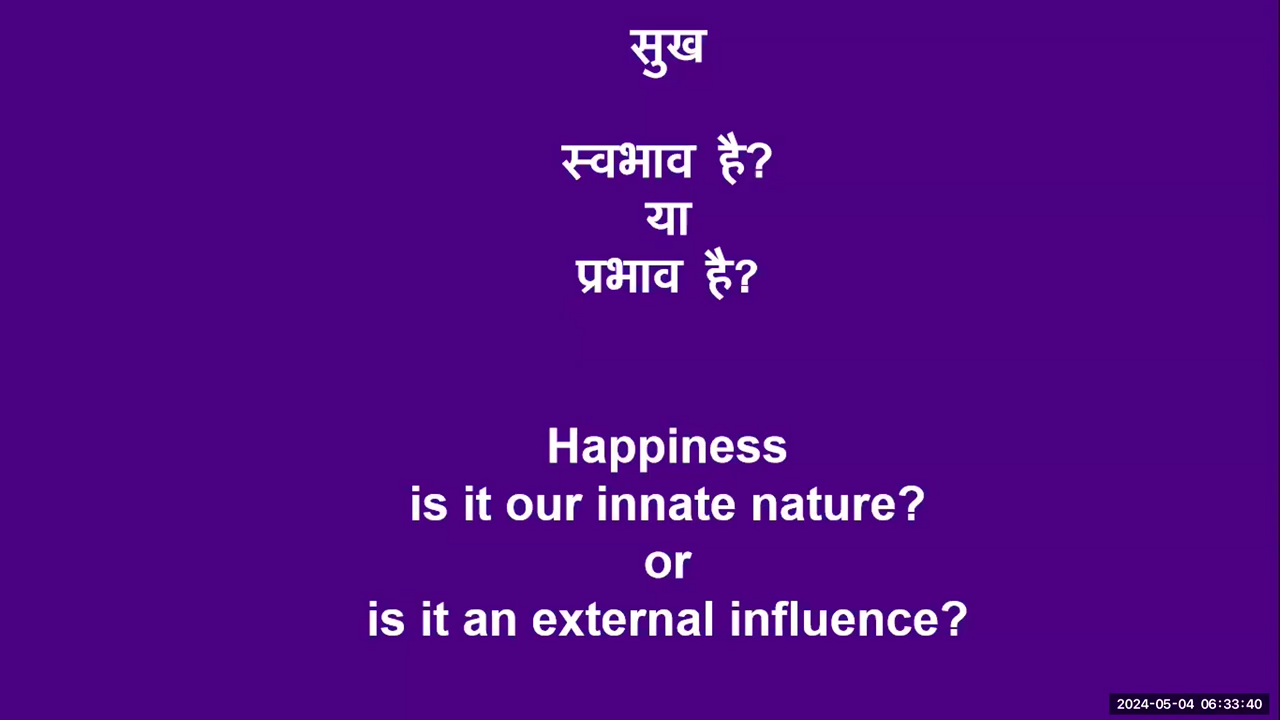 सुख
स्वभाव है?
या
प्रभाव है?
Happiness
is it our innate nature?
or
is it an external influence?
2024-05-04 06:33:40